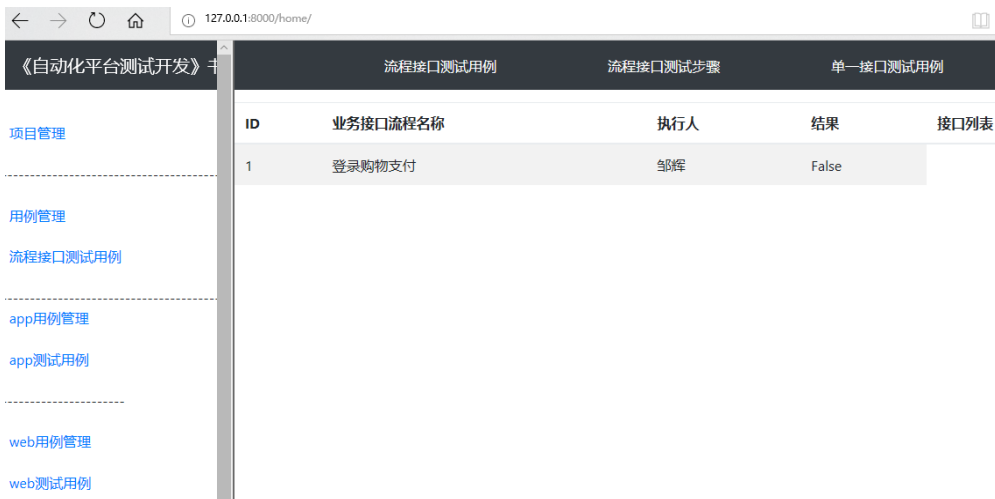 127.0.0.1:8000/home/
《自动化平台测试开发》
流程接口测试用例 流程接口测试步骤 单一接口测试用例
项目管理
ID 业务接口流程名称 执行人 结果 接口列表
1 登录购物支付 邹辉 False
--------------------------------------------
用例管理
流程接口测试用例
--------------------------------------------
app用例管理
app测试用例
------------------------
web用例管理
web测试用例